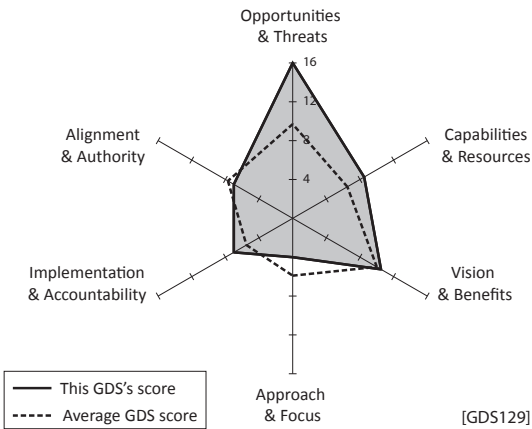 Opportunities
& Threats
16
12
8
4
Alignment
& Authority
Capabilities
& Resources
Implementation
& Accountability
Vision
& Benefits
This GDS's score
Average GDS score
Approach
& Focus
[GDS129]